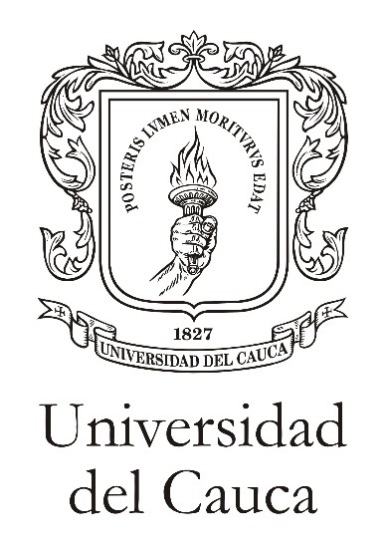 POSTERIS LVMEN MORITVRVS EDAT
1827
UNIVERSIDAD DEL CAUCA
Universidad
del Cauca